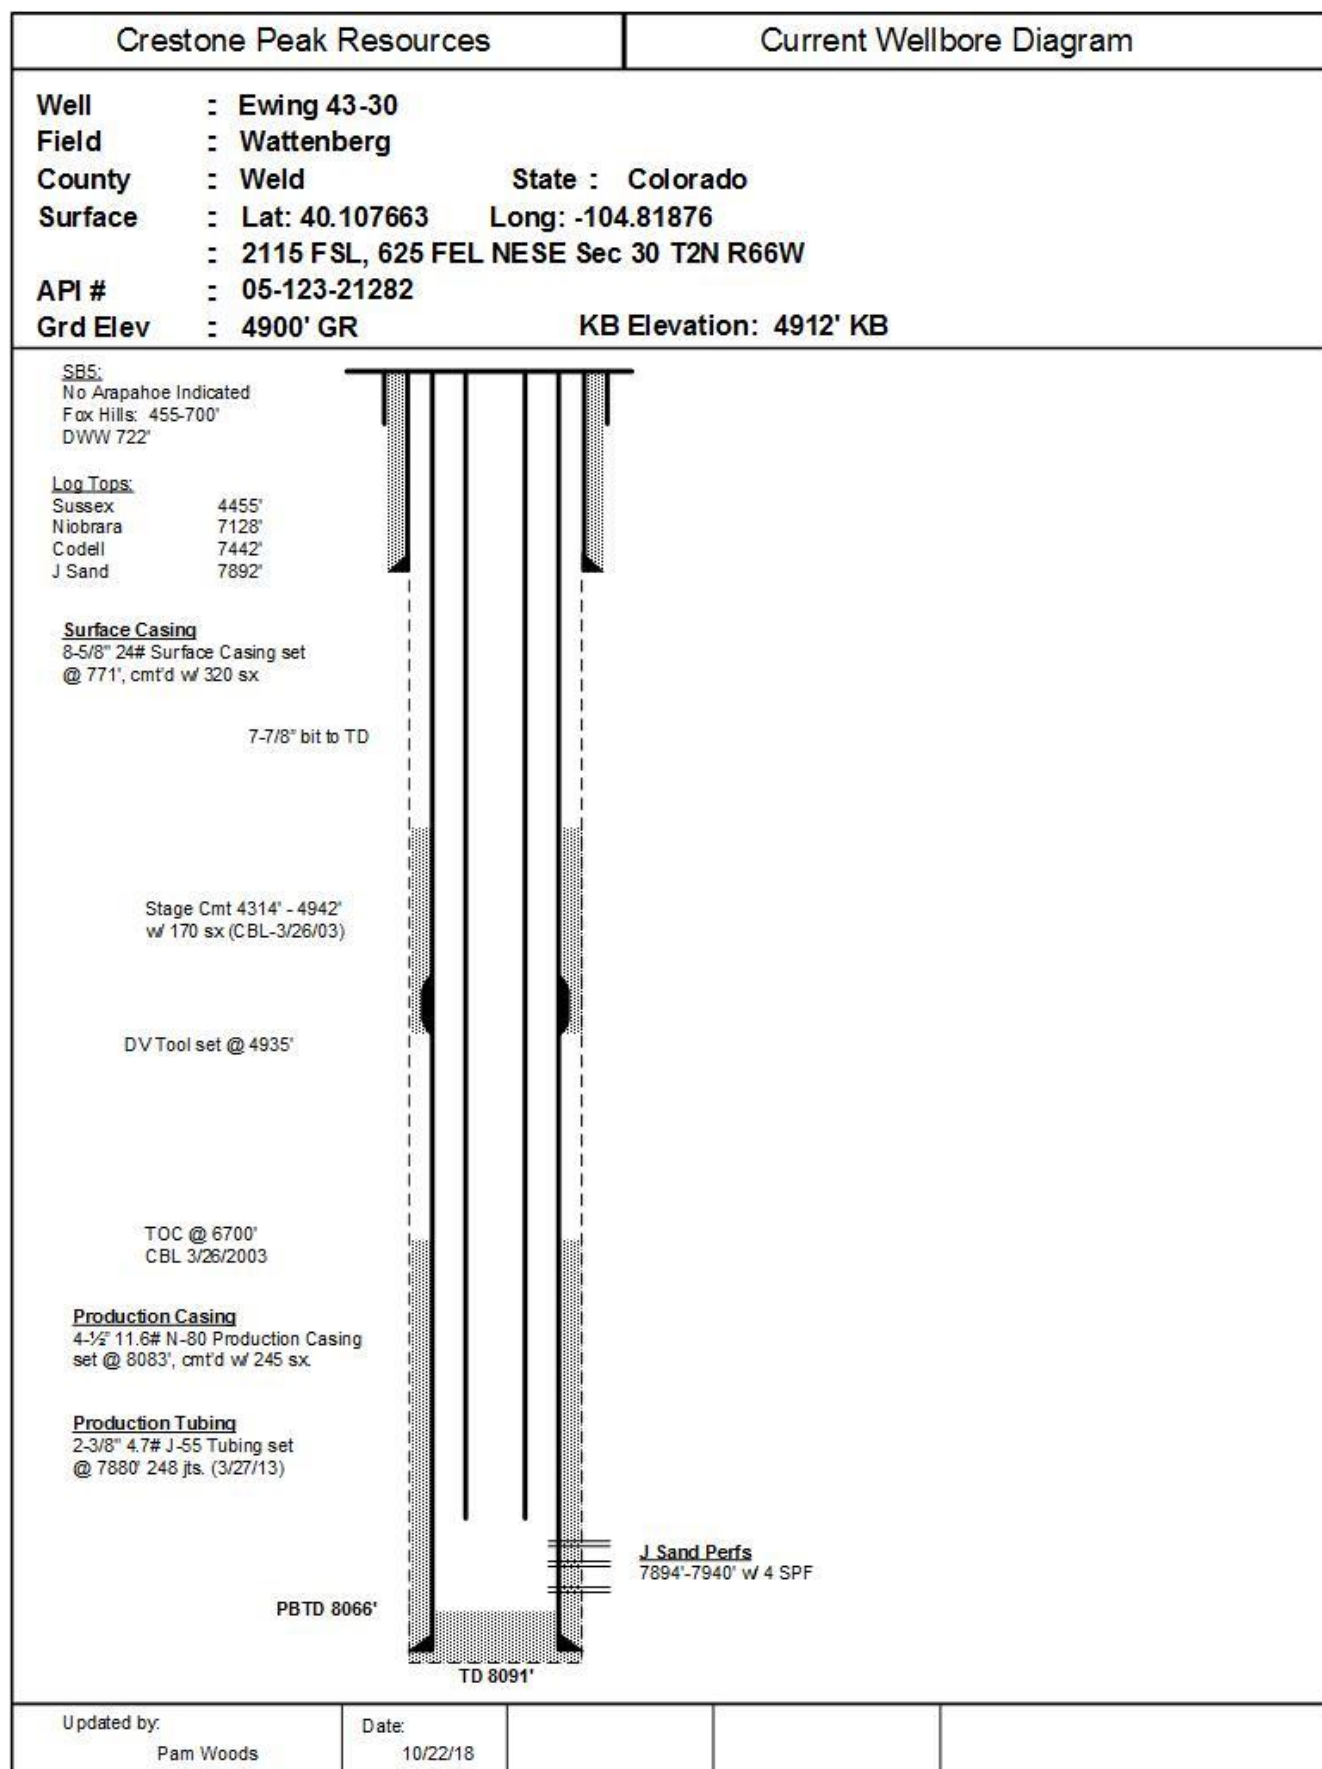 Crestone Peak Resources
Current Wellbore Diagram
Well : Ewing 43-30
Field : Wattenberg
County : Weld State : Colorado
Surface : Lat: 40.107663 Long: -104.81876
: 2115 FSL, 625 FEL NESE Sec 30 T2N R66W
API # : 05-123-21282
Grd Elev : 4900' GR KB Elevation: 4912' KB
SB5:
No Arapahoe Indicated
Fox Hills: 455-700'
DWW 722'
Log Tops:
Sussex 4455'
Niobrara 7128'
Codell 7442'
J Sand 7892'
Surface Casing
8-5/8" 24# Surface Casing set
@ 771', cmt'd w/ 320 sx
7-7/8" bit to TD
Stage Cmt 4314' - 4942'
w/ 170 sx (CBL-3/26/03)
DV Tool set @ 4935'
TOC @ 6700'
CBL 3/26/2003
Production Casing
4-½" 11.6# N-80 Production Casing
set @ 8083', cmt'd w/ 245 sx.
Production Tubing
2-3/8" 4.7# J-55 Tubing set
@ 7880' 248 jts. (3/27/13)
J Sand Perfs
7894'-7940' w/ 4 SPF
PBTD 8066'
TD 8091'
Updated by:
Pam Woods
Date:
10/22/18